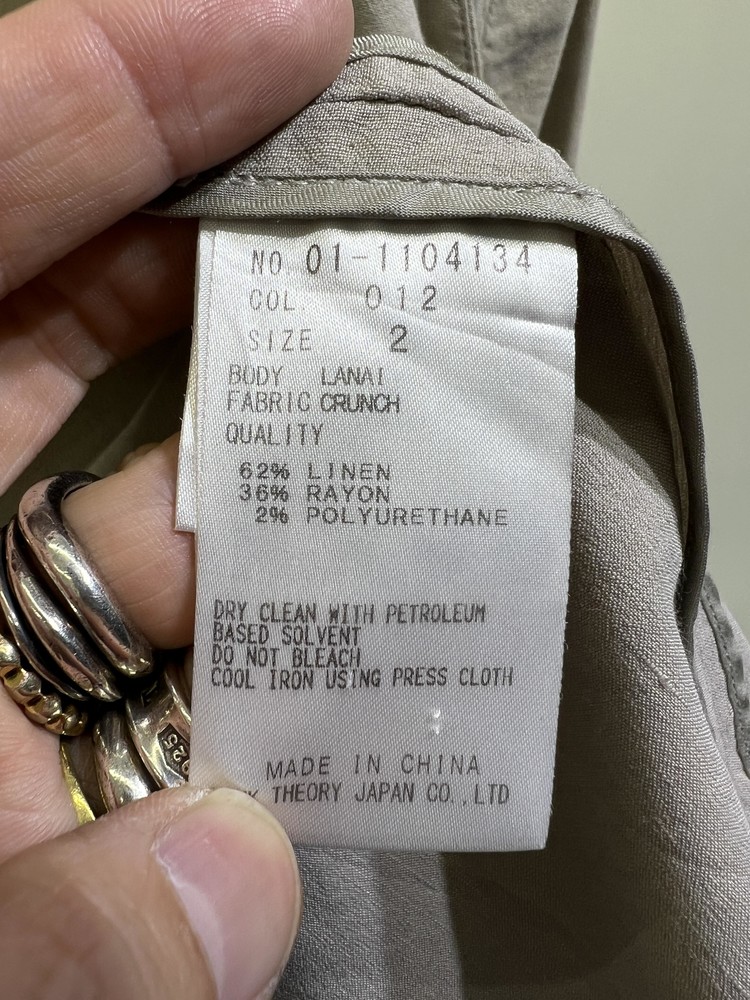 NO. 01-1104134
COL. 012
SIZE 2
BODY LANAI
FABRIC CRUNCH
QUALITY
62% LINEN
36% RAYON
2% POLYURETHANE
DRY CLEAN WITH PETROLEUM
BASED SOLVENT
DO NOT BLEACH
COOL IRON USING PRESS CLOTH
925
MADE IN CHINA
THEORY JAPAN CO.,LTD